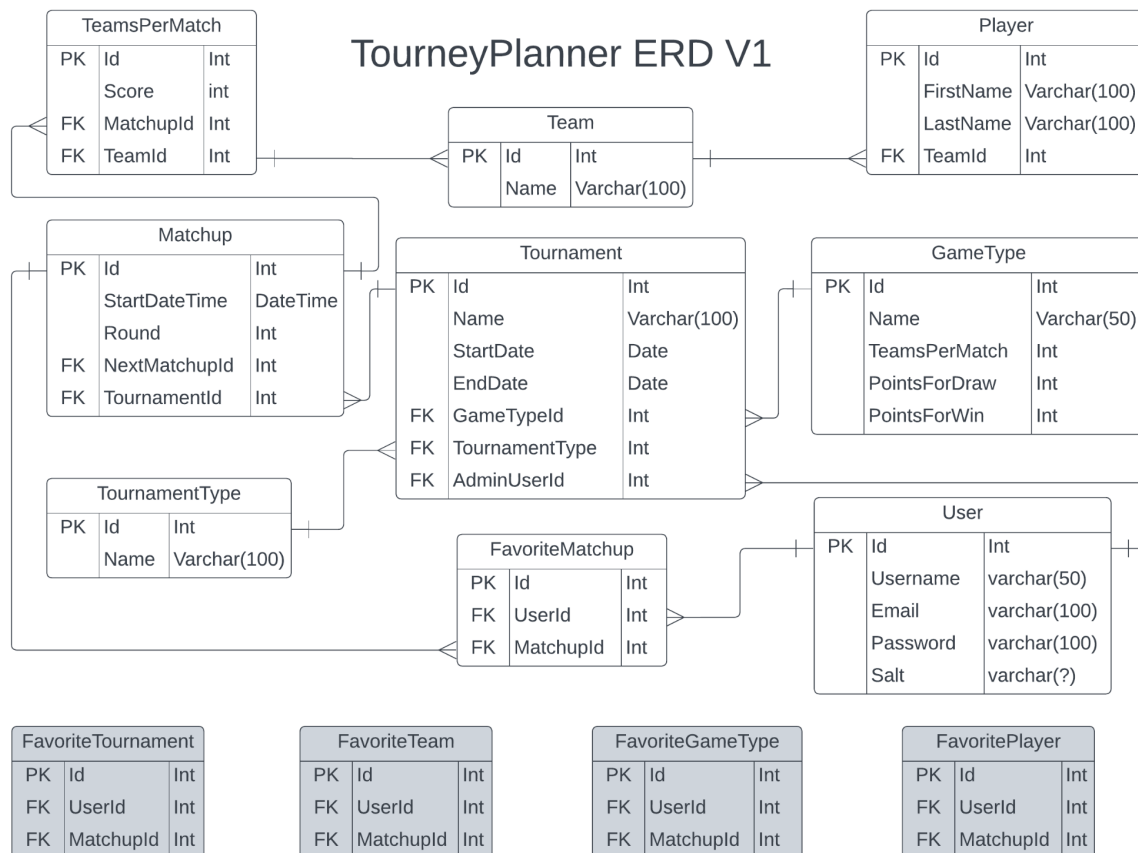 TourneyPlanner ERD V1
TeamsPerMatch
PK Id Int
Score int
FK MatchupId Int
FK TeamId Int
Team
PK Id Int
Name Varchar(100)
Player
PK Id Int
FirstName Varchar(100)
LastName Varchar(100)
FK TeamId Int
Matchup
PK Id Int
StartDateTime DateTime
Round Int
FK NextMatchupId Int
FK TournamentId Int
Tournament
PK Id Int
Name Varchar(100)
StartDate Date
EndDate Date
FK GameTypeId Int
FK TournamentType Int
FK AdminUserId Int
GameType
PK Id Int
Name Varchar(50)
TeamsPerMatch Int
PointsForDraw Int
PointsForWin Int
TournamentType
PK Id Int
Name Varchar(100)
FavoriteMatchup
PK Id Int
FK UserId Int
FK MatchupId Int
User
PK Id Int
Username varchar(50)
Email varchar(100)
Password varchar(100)
Salt varchar(?)
FavoriteTournament
PK Id Int
FK UserId Int
FK MatchupId Int
FavoriteTeam
PK Id Int
FK UserId Int
FK MatchupId Int
FavoriteGameType
PK Id Int
FK UserId Int
FK MatchupId Int
FavoritePlayer
PK Id Int
FK UserId Int
FK MatchupId Int